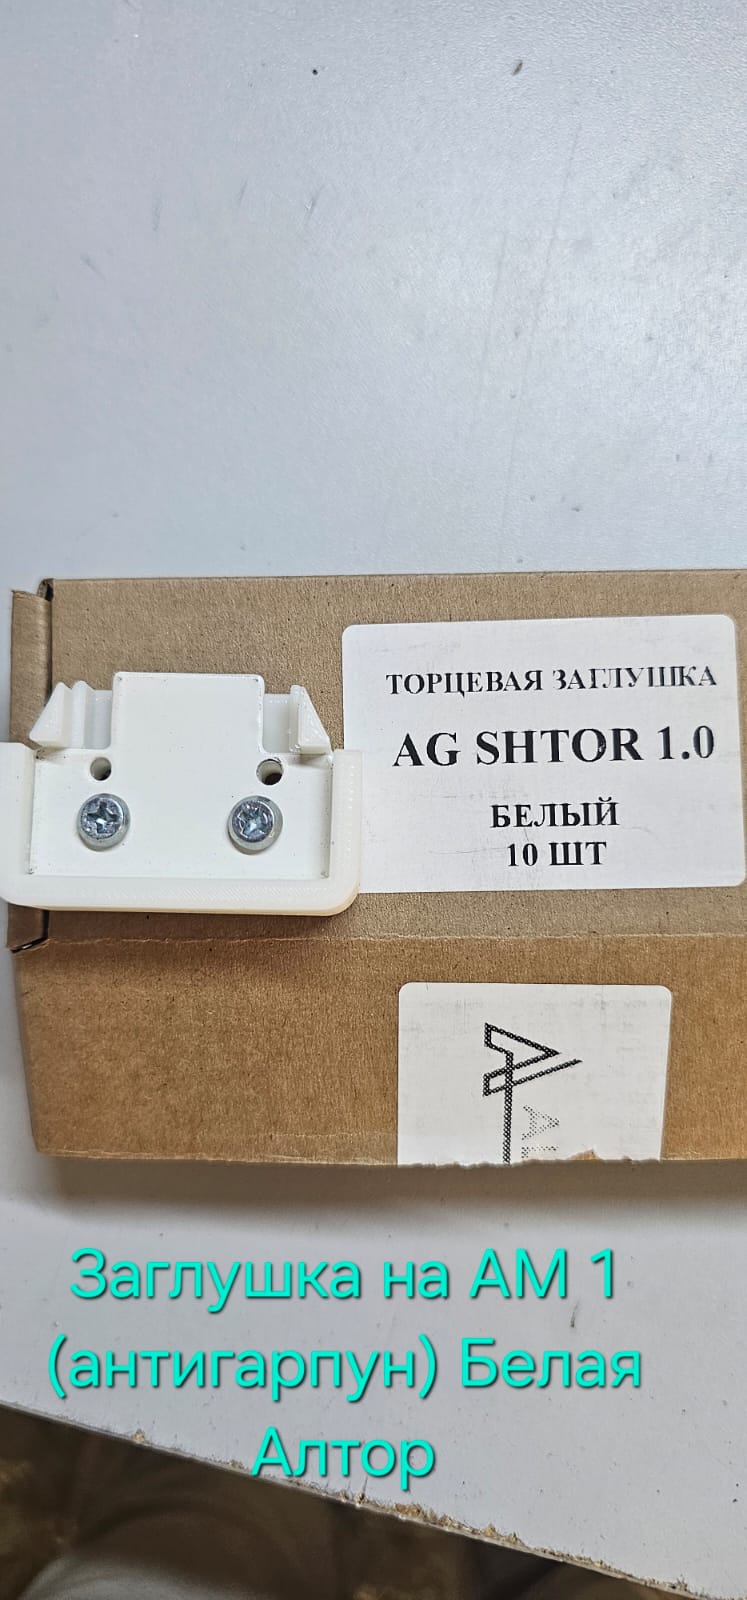 ТОРЦЕВАЯ ЗАГЛУШКА
AG SHTOR 1.0
БЕЛЫЙ
10 ШТ
Заглушка на АМ 1
(антигарпун) Белая
Алтор